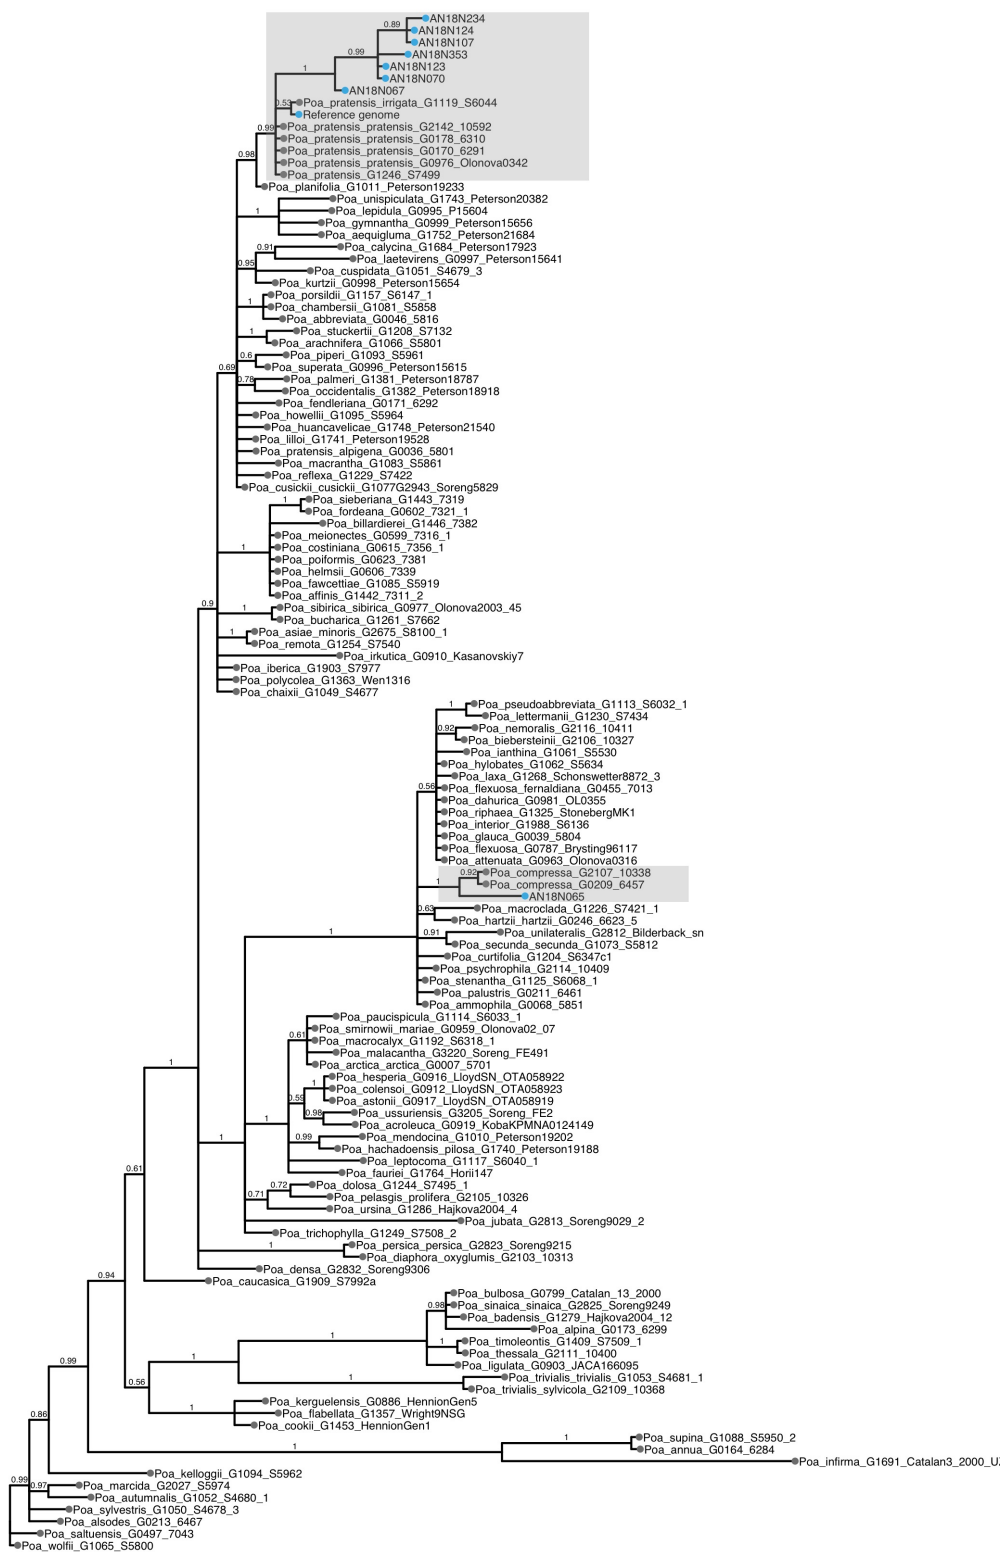 AN18N234
0.89
AN18N124
AN18N107
0.99
AN18N353
AN18N123
1
AN18N070
AN18N067
0.53
Poa_pratensis_irrigata_G1119_S6044
Reference genome
0.99
Poa_pratensis_pratensis_G2142_10592
Poa_pratensis_pratensis_G0178_6310
0.98
Poa_pratensis_pratensis_G0170_6291
Poa_pratensis_pratensis_G0976_Olonova0342
Poa_pratensis_G1246_S7499
Poa_planifolia_G1011_Peterson19233
Poa_unispiculata_G1743_Peterson20382
1
Poa_lepidula_G0995_P15604
Poa_gymnantha_G0999_Peterson15656
Poa_aequigluma_G1752_Peterson21684
0.91
Poa_calycina_G1684_Peterson17923
Poa_laetevirens_G0997_Peterson15641
0.95
Poa_cuspidata_G1051_S4679_3
Poa_kurtzii_G0998_Peterson15654
Poa_porsildii_G1157_S6147_1
1
Poa_chambersii_G1081_S5858
Poa_abbreviata_G0046_5816
1
Poa_stuckertii_G1208_S7132
Poa_arachnifera_G1066_S5801
0.6
Poa_piperi_G1093_S5961
Poa_superata_G0996_Peterson15615
0.69
0.78
Poa_palmeri_G1381_Peterson18787
Poa_occidentalis_G1382_Peterson18918
Poa_fendleriana_G0171_6292
Poa_howellii_G1095_S5964
Poa_huancavelicae_G1748_Peterson21540
Poa_lilloi_G1741_Peterson19528
Poa_pratensis_alpigena_G0036_5801
Poa_macrantha_G1083_S5861
Poa_reflexa_G1229_S7422
Poa_cusickii_cusickii_G1077G2943_Soreng5829
1
Poa_sieberiana_G1443_7319
Poa_fordeana_G0602_7321_1
Poa_billardierei_G1446_7382
Poa_meionectes_G0599_7316_1
1
Poa_costiniana_G0615_7356_1
Poa_poiformis_G0623_7381
Poa_helmsii_G0606_7339
Poa_fawcettiae_G1085_S5919
Poa_affinis_G1442_7311_2
0.9
1
Poa_sibirica_sibirica_G0977_Olonova2003_45
Poa_bucharica_G1261_S7662
1
Poa_asiae_minoris_G2675_S8100_1
Poa_remota_G1254_S7540
Poa_irkutica_G0910_Kasanovskiy7
Poa_iberica_G1903_S7977
Poa_polycolea_G1363_Wen1316
Poa_chaixii_G1049_S4677
1
Poa_pseudoabbreviata_G1113_S6032_1
Poa_lettermanii_G1230_S7434
0.92
Poa_nemoralis_G2116_10411
Poa_biebersteinii_G2106_10327
Poa_ianthina_G1061_S5530
Poa_hylobates_G1062_S5634
Poa_laxa_G1268_Schonswetter8872_3
0.56
Poa_flexuosa_fernaldiana_G0455_7013
Poa_dahurica_G0981_OL0355
Poa_riphaea_G1325_StonebergMK1
Poa_interior_G1988_S6136
Poa_glauca_G0039_5804
Poa_flexuosa_G0787_Brysting96117
Poa_attenuata_G0963_Olonova0316
0.92
Poa_compressa_G2107_10338
1
Poa_compressa_G0209_6457
AN18N065
0.63
Poa_macroclada_G1226_S7421_1
Poa_hartzii_hartzii_G0246_6623_5
1
0.91
Poa_unilateralis_G2812_Bilderback_sn
Poa_secunda_secunda_G1073_S5812
Poa_curtifolia_G1204_S6347c1
Poa_psychrophila_G2114_10409
Poa_stenantha_G1125_S6068_1
Poa_palustris_G0211_6461
Poa_ammophila_G0068_5851
Poa_paucispicula_G1114_S6033_1
Poa_smirnowii_mariae_G0959_Olonova02_07
0.61
Poa_macrocalyx_G1192_S6318_1
Poa_malacantha_G3220_Soreng_FE491
Poa_arctica_arctica_G0007_5701
1
Poa_hesperia_G0916_LloydSN_OTA058922
1
Poa_colensoi_G0912_LloydSN_OTA058923
0.59
Poa_astonii_G0917_LloydSN_OTA058919
0.98
Poa_ussuriensis_G3205_Soreng_FE2
1
Poa_acroleuca_G0919_KobaKPMNA0124149
1
0.99
Poa_mendocina_G1010_Peterson19202
Poa_hachadoensis_pilosa_G1740_Peterson19188
Poa_leptocoma_G1117_S6040_1
Poa_fauriei_G1764_Horii147
0.61
0.72
Poa_dolosa_G1244_S7495_1
0.71
Poa_pelasgis_prolifera_G2105_10326
Poa_ursina_G1286_Hajkova2004_4
Poa_jubata_G2813_Soreng9029_2
Poa_trichophylla_G1249_S7508_2
1
Poa_persica_persica_G2823_Soreng9215
Poa_diaphora_oxyglumis_G2103_10313
Poa_densa_G2832_Soreng9306
0.94
Poa_caucasica_G1909_S7992a
Poa_bulbosa_G0799_Catalan_13_2000
0.98
Poa_sinaica_sinaica_G2825_Soreng9249
Poa_badensis_G1279_Hajkova2004_12
Poa_alpina_G0173_6299
1
1
Poa_timoleontis_G1409_S7509_1
Poa_thessala_G2111_10400
0.99
1
Poa_ligulata_G0903_JACA166095
1
Poa_trivialis_trivialis_G1053_S4681_1
0.56
Poa_trivialis_sylvicola_G2109_10368
Poa_kerguelensis_G0886_HennionGen5
1
Poa_flabellata_G1357_Wright9NSG
0.86
Poa_cookii_G1453_HennionGen1
1
Poa_supina_G1088_S5950_2
1
Poa_annua_G0164_6284
Poa_infirma_G1691_Catalan3_2000_UZ
Poa_kelloggii_G1094_S5962
0.99
0.97
Poa_marcida_G2027_S5974
Poa_autumnalis_G1052_S4680_1
Poa_sylvestris_G1050_S4678_3
Poa_alsodes_G0213_6467
Poa_saltuensis_G0497_7043
Poa_wolfii_G1065_S5800